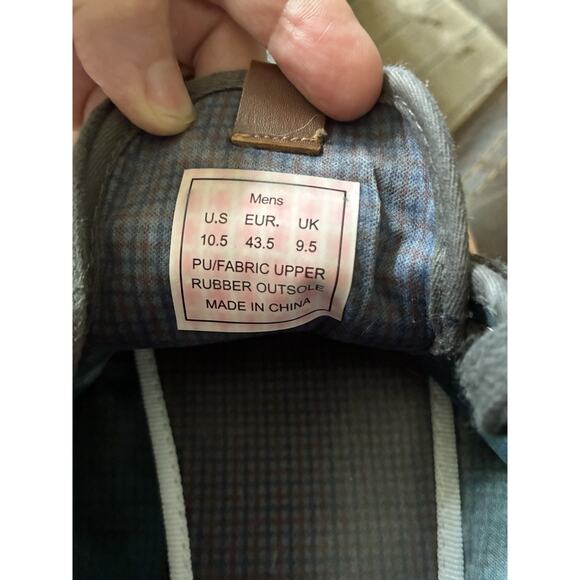 Mens
U.S EUR. UK
10.5 43.5 9.5
PU/FABRIC UPPER
RUBBER OUTSOLE
MADE IN CHINA